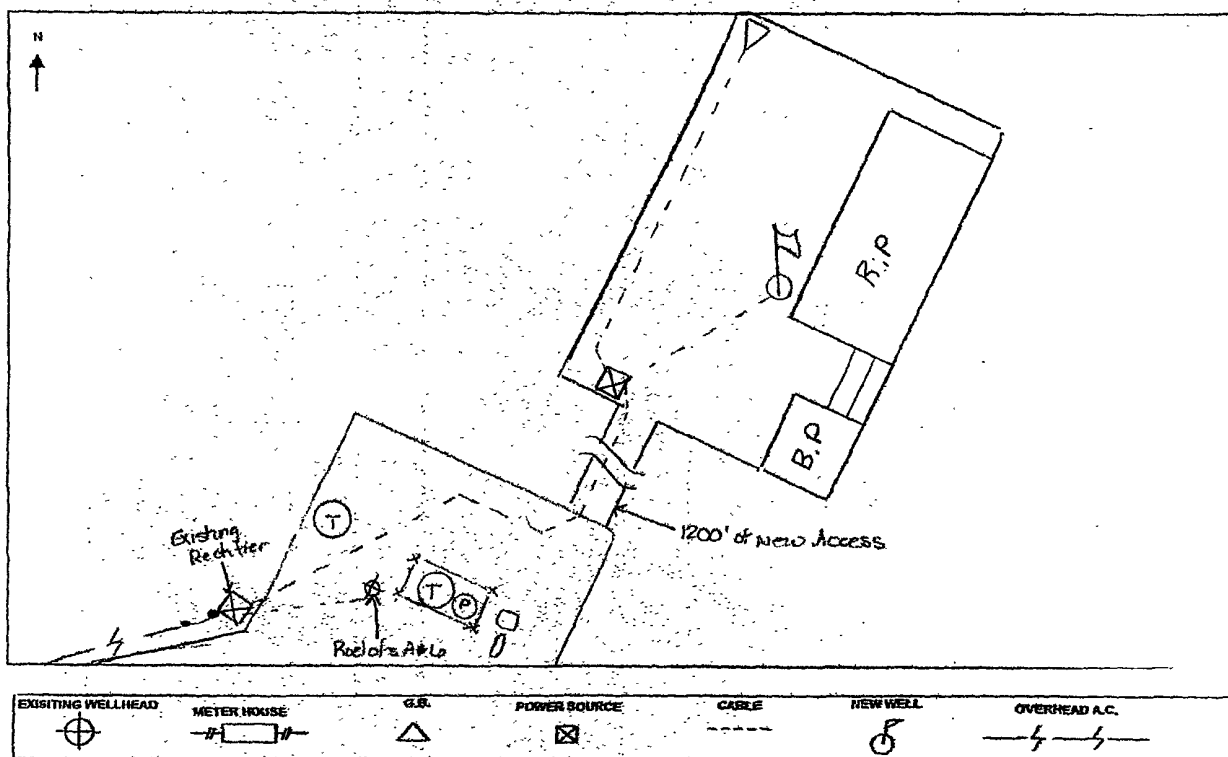 N
R.P
B.P
1200' of New Access
T
Existing
Rectifier
T
P
EXISITING WELLHEAD
METER HOUSE
G.B.
POWER SOURCE
CABLE
NEW WELL
OVERHEAD A.C.